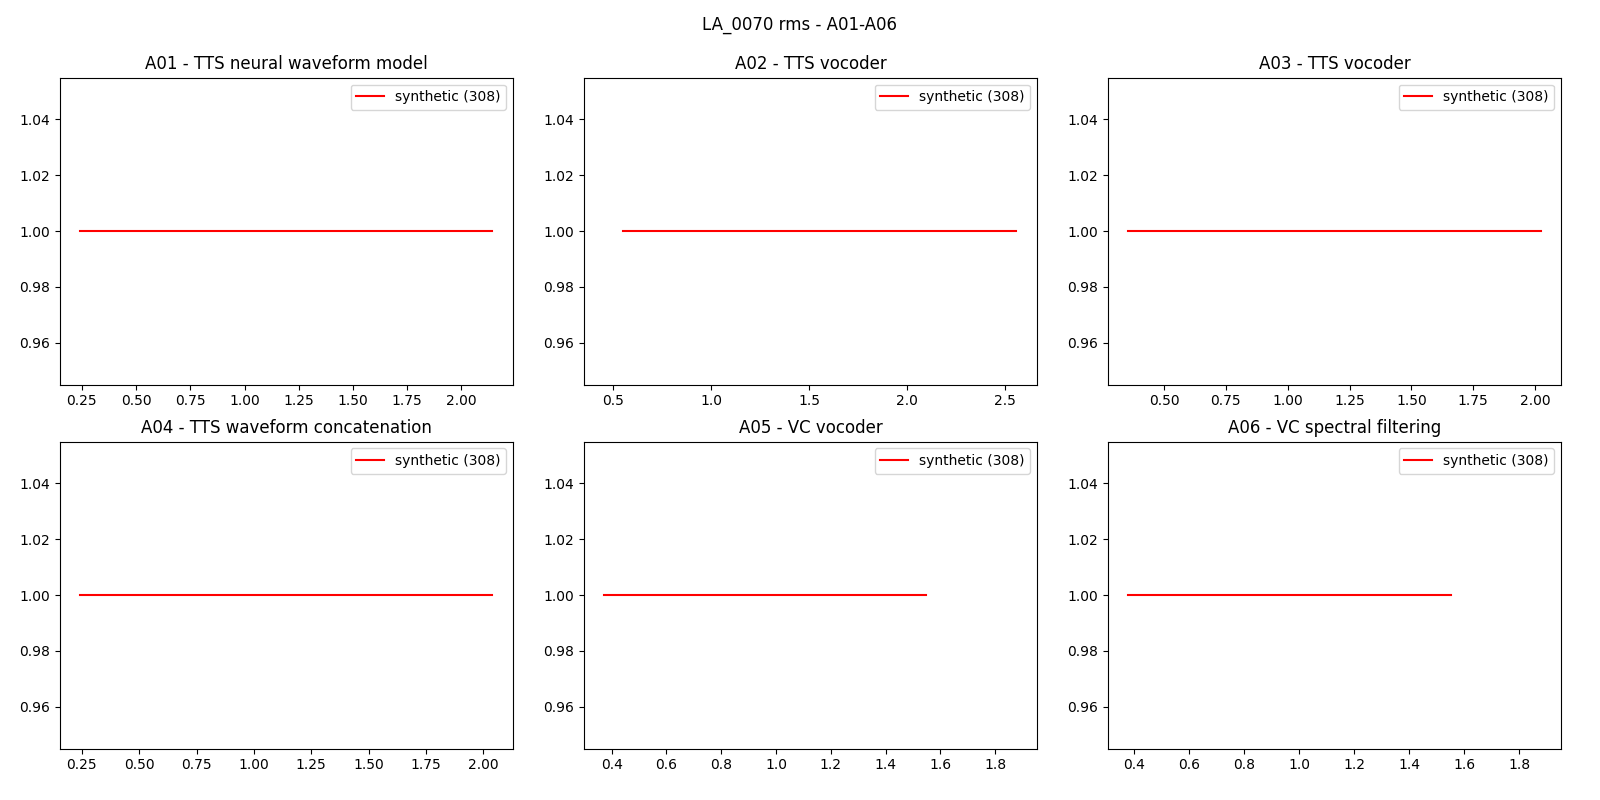 LA_0070 rms - A01-A06
A01 - TTS neural waveform model
synthetic (308)
1.04
1.02
1.00
0.98
0.96
0.25 0.50 0.75 1.00 1.25 1.50 1.75 2.00
A02 - TTS vocoder
synthetic (308)
1.04
1.02
1.00
0.98
0.96
0.5 1.0 1.5 2.0 2.5
A03 - TTS vocoder
synthetic (308)
1.04
1.02
1.00
0.98
0.96
0.50 0.75 1.00 1.25 1.50 1.75 2.00
A04 - TTS waveform concatenation
synthetic (308)
1.04
1.02
1.00
0.98
0.96
0.25 0.50 0.75 1.00 1.25 1.50 1.75 2.00
A05 - VC vocoder
synthetic (308)
1.04
1.02
1.00
0.98
0.96
0.4 0.6 0.8 1.0 1.2 1.4 1.6 1.8
A06 - VC spectral filtering
synthetic (308)
1.04
1.02
1.00
0.98
0.96
0.4 0.6 0.8 1.0 1.2 1.4 1.6 1.8